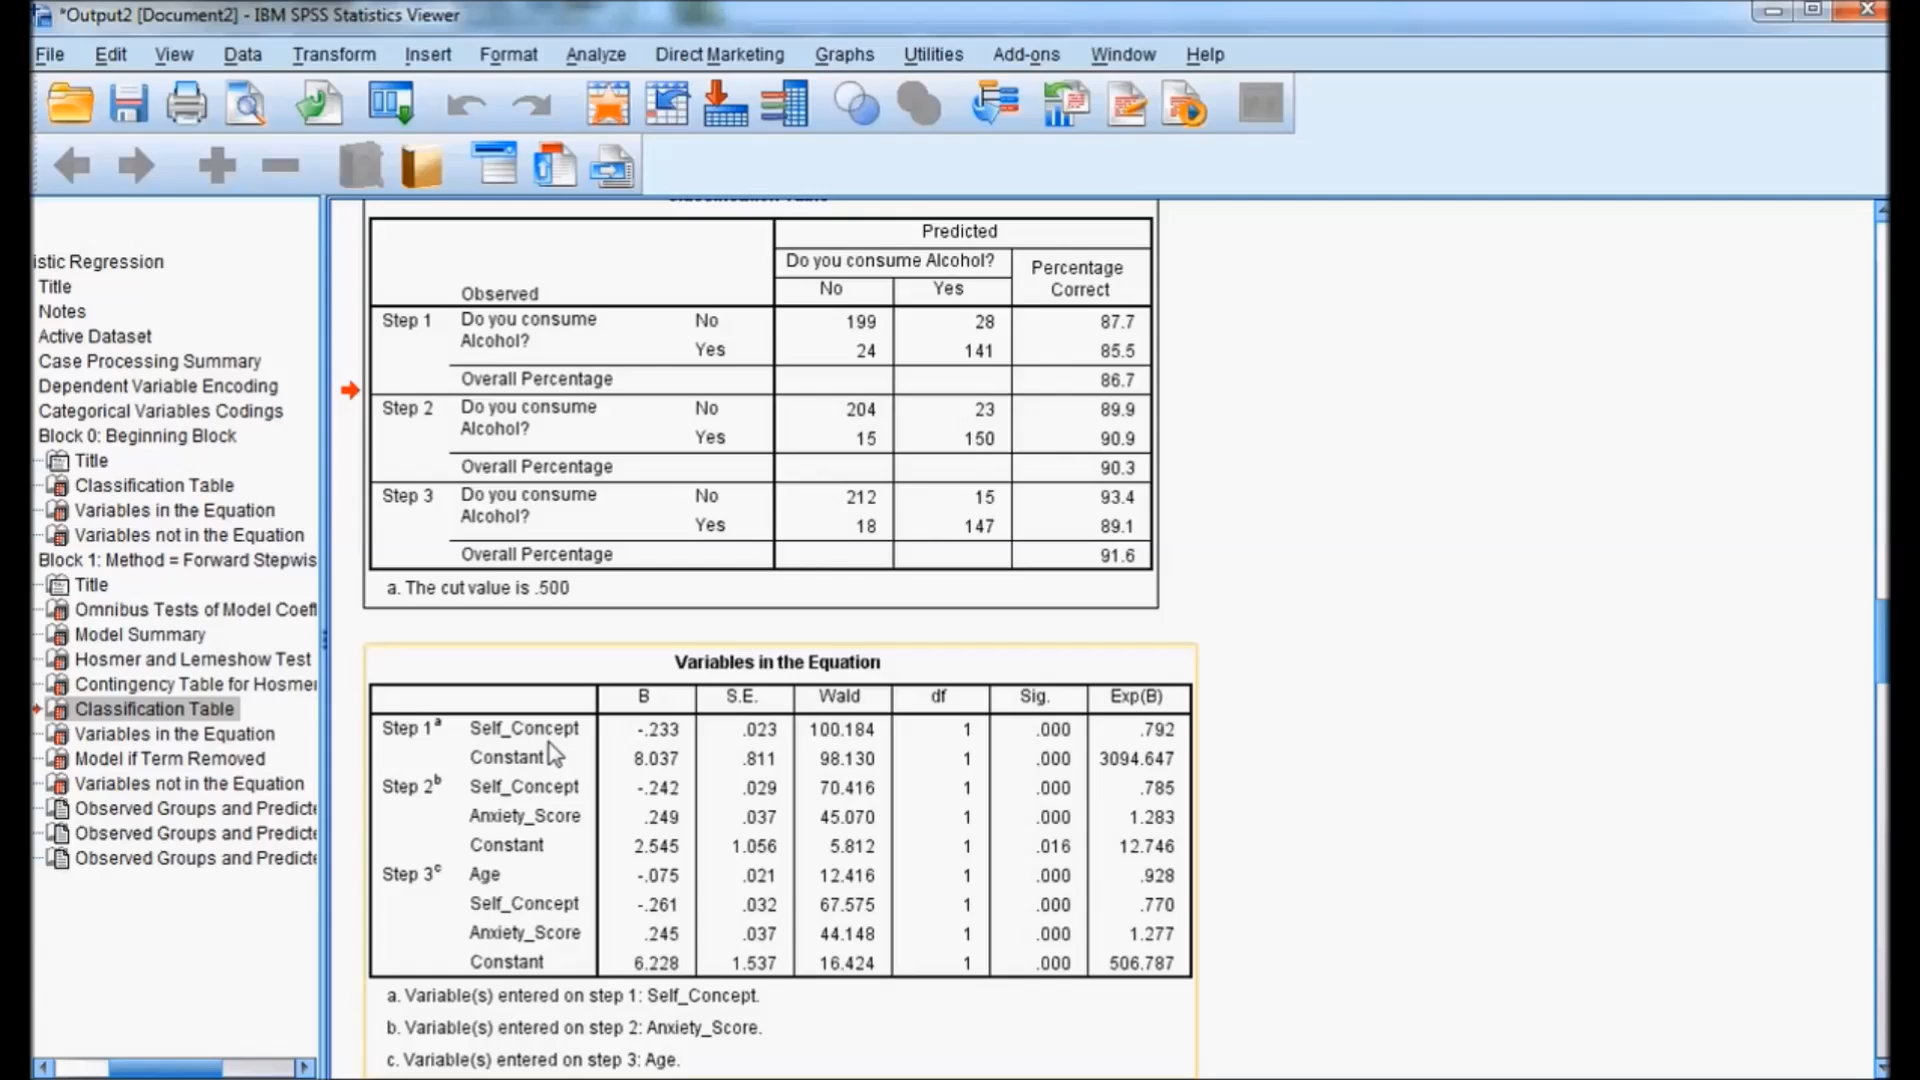 *Output2 [Document2] - IBM SPSS Statistics Viewer
File Edit View Data Transform Insert Format Analyze Direct Marketing Graphs Utilities Add-ons Window Help
istic Regression
Title
Notes
Active Dataset
Case Processing Summary
Dependent Variable Encoding
Categorical Variables Codings
Block 0: Beginning Block
Title
Classification Table
Variables in the Equation
Variables not in the Equation
Block 1: Method = Forward Stepwis
Title
Omnibus Tests of Model Coeff
Model Summary
Hosmer and Lemeshow Test
Contingency Table for Hosmer
Classification Table
Variables in the Equation
Model if Term Removed
Variables not in the Equation
Observed Groups and Predicte
Observed Groups and Predicte
Observed Groups and Predicte
Predicted
Do you consume Alcohol? Percentage Correct
Observed No Yes
Step 1 Do you consume Alcohol? No 199 28 87.7
Yes 24 141 85.5
Overall Percentage 86.7
Step 2 Do you consume Alcohol? No 204 23 89.9
Yes 15 150 90.9
Overall Percentage 90.3
Step 3 Do you consume Alcohol? No 212 15 93.4
Yes 18 147 89.1
Overall Percentage 91.6
a. The cut value is .500
Variables in the Equation
B S.E. Wald df Sig. Exp(B)
Step 1a Self_Concept -.233 .023 100.184 1 .000 .792
Constant 8.037 .811 98.130 1 .000 3094.647
Step 2b Self_Concept -.242 .029 70.416 1 .000 .785
Anxiety_Score .249 .037 45.070 1 .000 1.283
Constant 2.545 1.056 5.812 1 .016 12.746
Step 3c Age -.075 .021 12.416 1 .000 .928
Self_Concept -.261 .032 67.575 1 .000 .770
Anxiety_Score .245 .037 44.148 1 .000 1.277
Constant 6.228 1.537 16.424 1 .000 506.787
a. Variable(s) entered on step 1: Self_Concept.
b. Variable(s) entered on step 2: Anxiety_Score.
c. Variable(s) entered on step 3: Age.